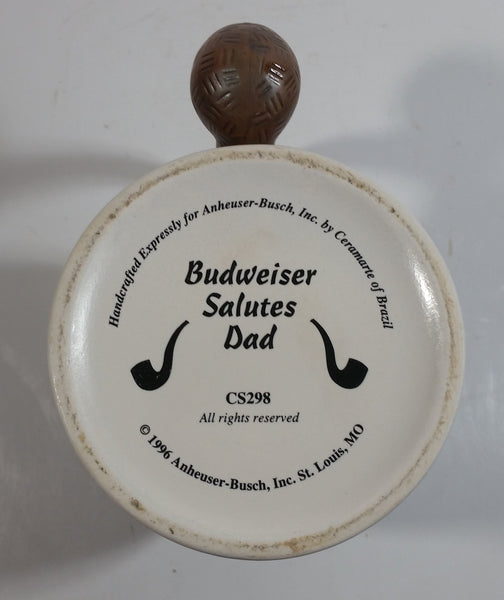 Handcrafted Expressly for Anheuser-Busch, Inc. by Ceramarte of Brazil
Budweiser
Salutes
Dad
CS298
All rights reserved
© 1996 Anheuser-Busch, Inc. St. Louis, MO